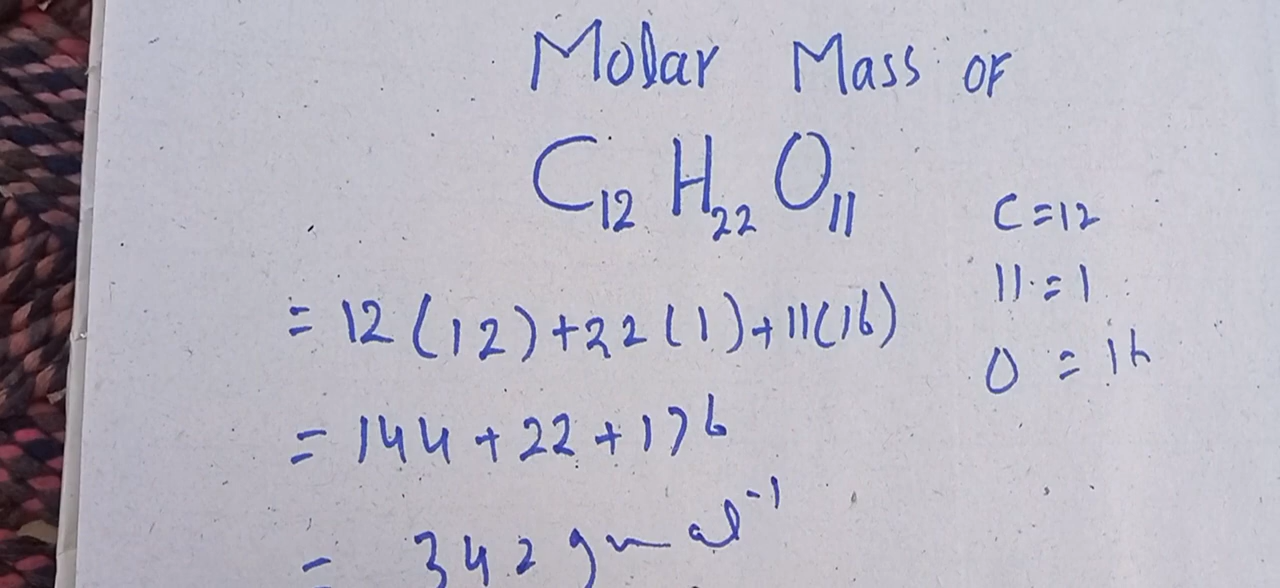 Molar Mass OF
C₁₂ H₂₂ O₁₁
C = 12
H = 1
O = 16
= 12 (12) + 22 (1) + 11(16)
= 144 + 22 + 176
= 342 gmol⁻¹